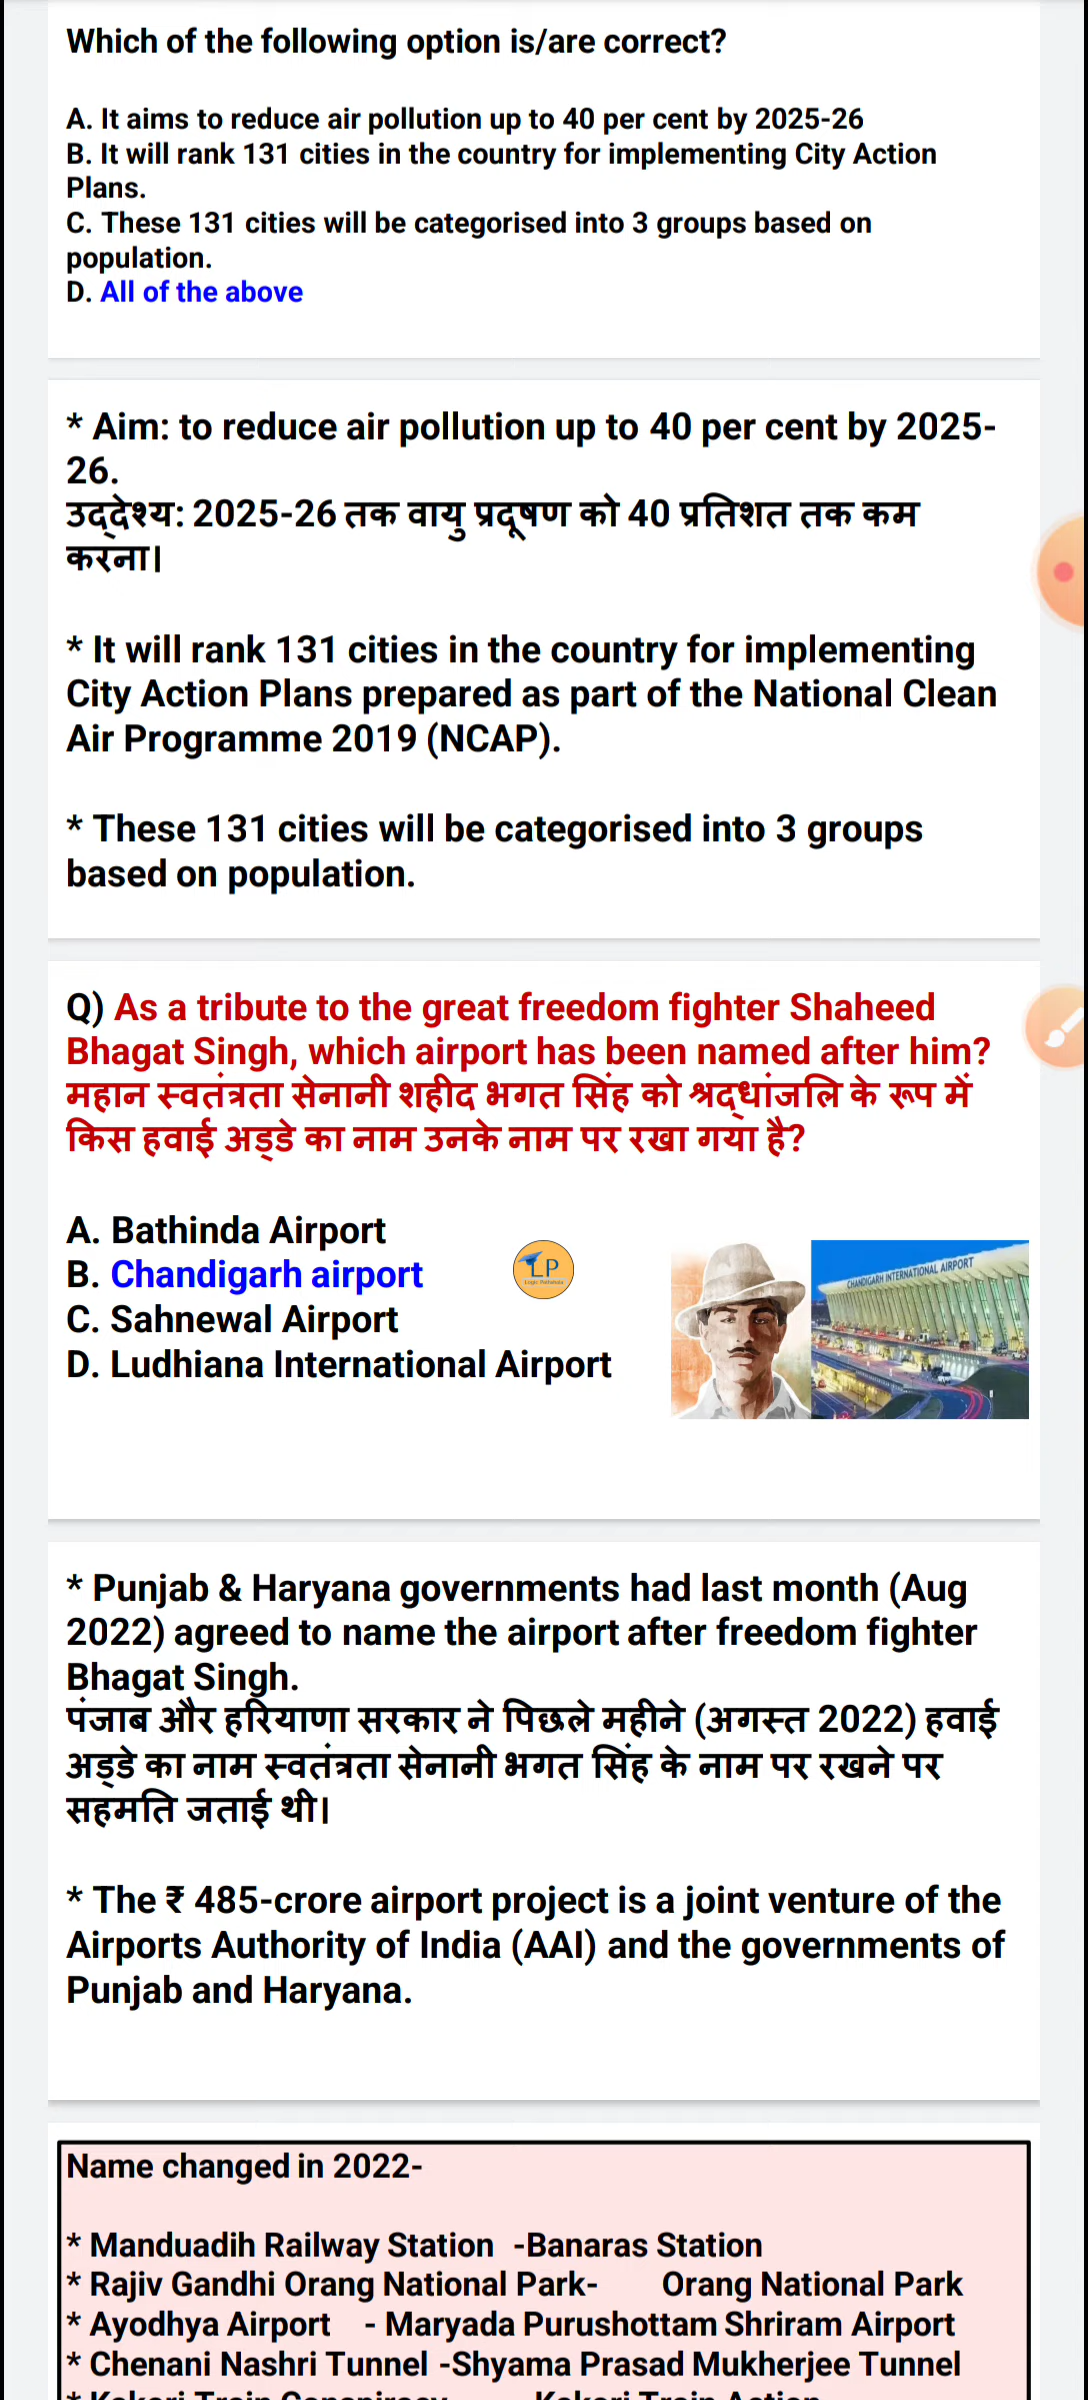 Which of the following option is/are correct?
A. It aims to reduce air pollution up to 40 per cent by 2025-26
B. It will rank 131 cities in the country for implementing City Action
Plans.
C. These 131 cities will be categorised into 3 groups based on
population.
D. All of the above
* Aim: to reduce air pollution up to 40 per cent by 2025-
26.
उद्देश्य: 2025-26 तक वायु प्रदूषण को 40 प्रतिशत तक कम
करना।
* It will rank 131 cities in the country for implementing
City Action Plans prepared as part of the National Clean
Air Programme 2019 (NCAP).
* These 131 cities will be categorised into 3 groups
based on population.
Q) As a tribute to the great freedom fighter Shaheed
Bhagat Singh, which airport has been named after him?
महान स्वतंत्रता सेनानी शहीद भगत सिंह को श्रद्धांजलि के रूप में
किस हवाई अड्डे का नाम उनके नाम पर रखा गया है?
A. Bathinda Airport
B. Chandigarh airport
C. Sahnewal Airport
D. Ludhiana International Airport
LP
CHANDIGARH INTERNATIONAL AIRPORT
* Punjab & Haryana governments had last month (Aug
2022) agreed to name the airport after freedom fighter
Bhagat Singh.
पंजाब और हरियाणा सरकार ने पिछले महीने (अगस्त 2022) हवाई
अड्डे का नाम स्वतंत्रता सेनानी भगत सिंह के नाम पर रखने पर
सहमति जताई थी।
* The ₹ 485-crore airport project is a joint venture of the
Airports Authority of India (AAI) and the governments of
Punjab and Haryana.
Name changed in 2022-
* Manduadih Railway Station -Banaras Station
* Rajiv Gandhi Orang National Park- Orang National Park
* Ayodhya Airport - Maryada Purushottam Shriram Airport
* Chenani Nashri Tunnel -Shyama Prasad Mukherjee Tunnel